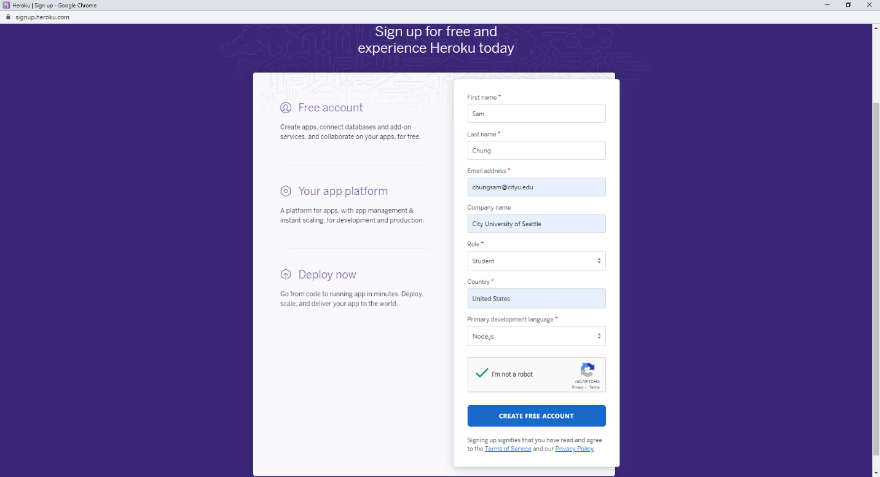 Heroku | Sign up - Google Chrome
signup.heroku.com
Sign up for free and
experience Heroku today
Free account
Create apps, connect databases and add-on
services, and collaborate on your apps, for free.
Your app platform
A platform for apps, with app management &
instant scaling, for development and production.
Deploy now
Go from code to running app in minutes. Deploy,
scale, and deliver your app to the world.
First name *
Sam
Last name *
Chung
Email address *
chungsam@cityu.edu
Company name
City University of Seattle
Role *
Student
Country *
United States
Primary development language *
Node.js
I'm not a robot
reCAPTCHA
Privacy - Terms
CREATE FREE ACCOUNT
Signing up signifies that you have read and agree
to the Terms of Service and our Privacy Policy.